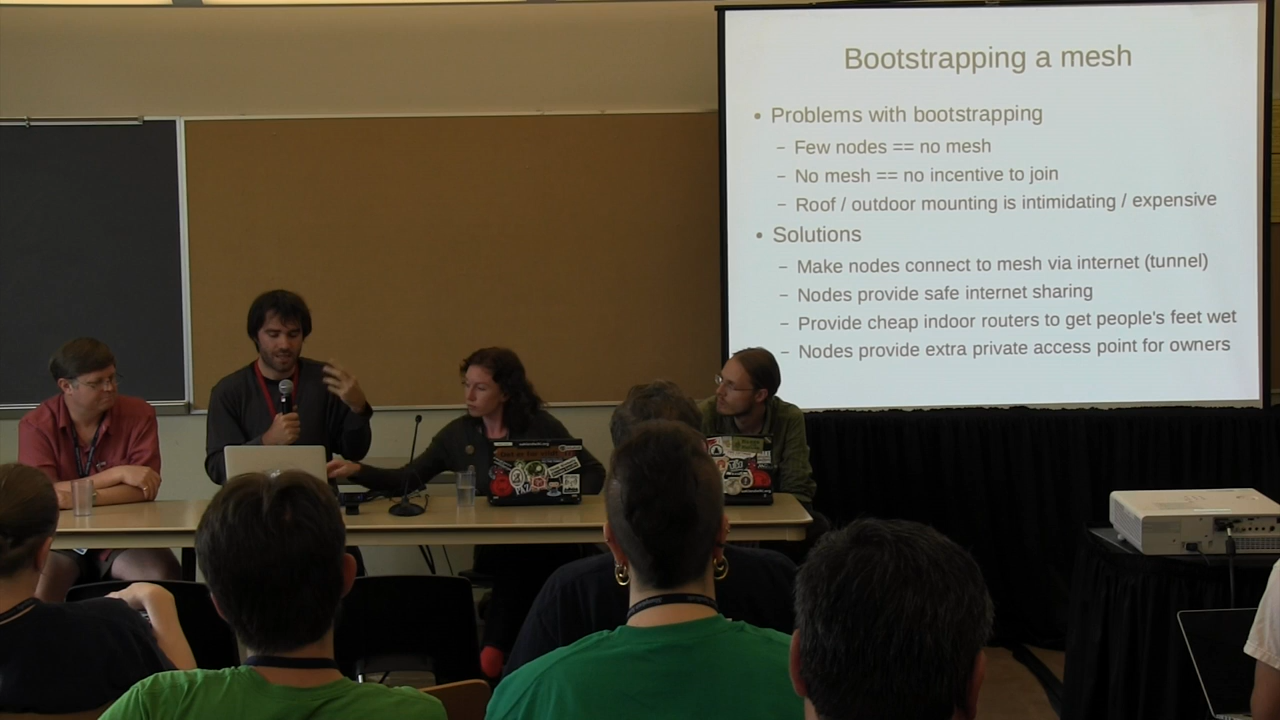 Bootstrapping a mesh
• Problems with bootstrapping
– Few nodes == no mesh
– No mesh == no incentive to join
– Roof / outdoor mounting is intimidating / expensive
• Solutions
– Make nodes connect to mesh via internet (tunnel)
– Nodes provide safe internet sharing
– Provide cheap indoor routers to get people's feet wet
– Nodes provide extra private access point for owners